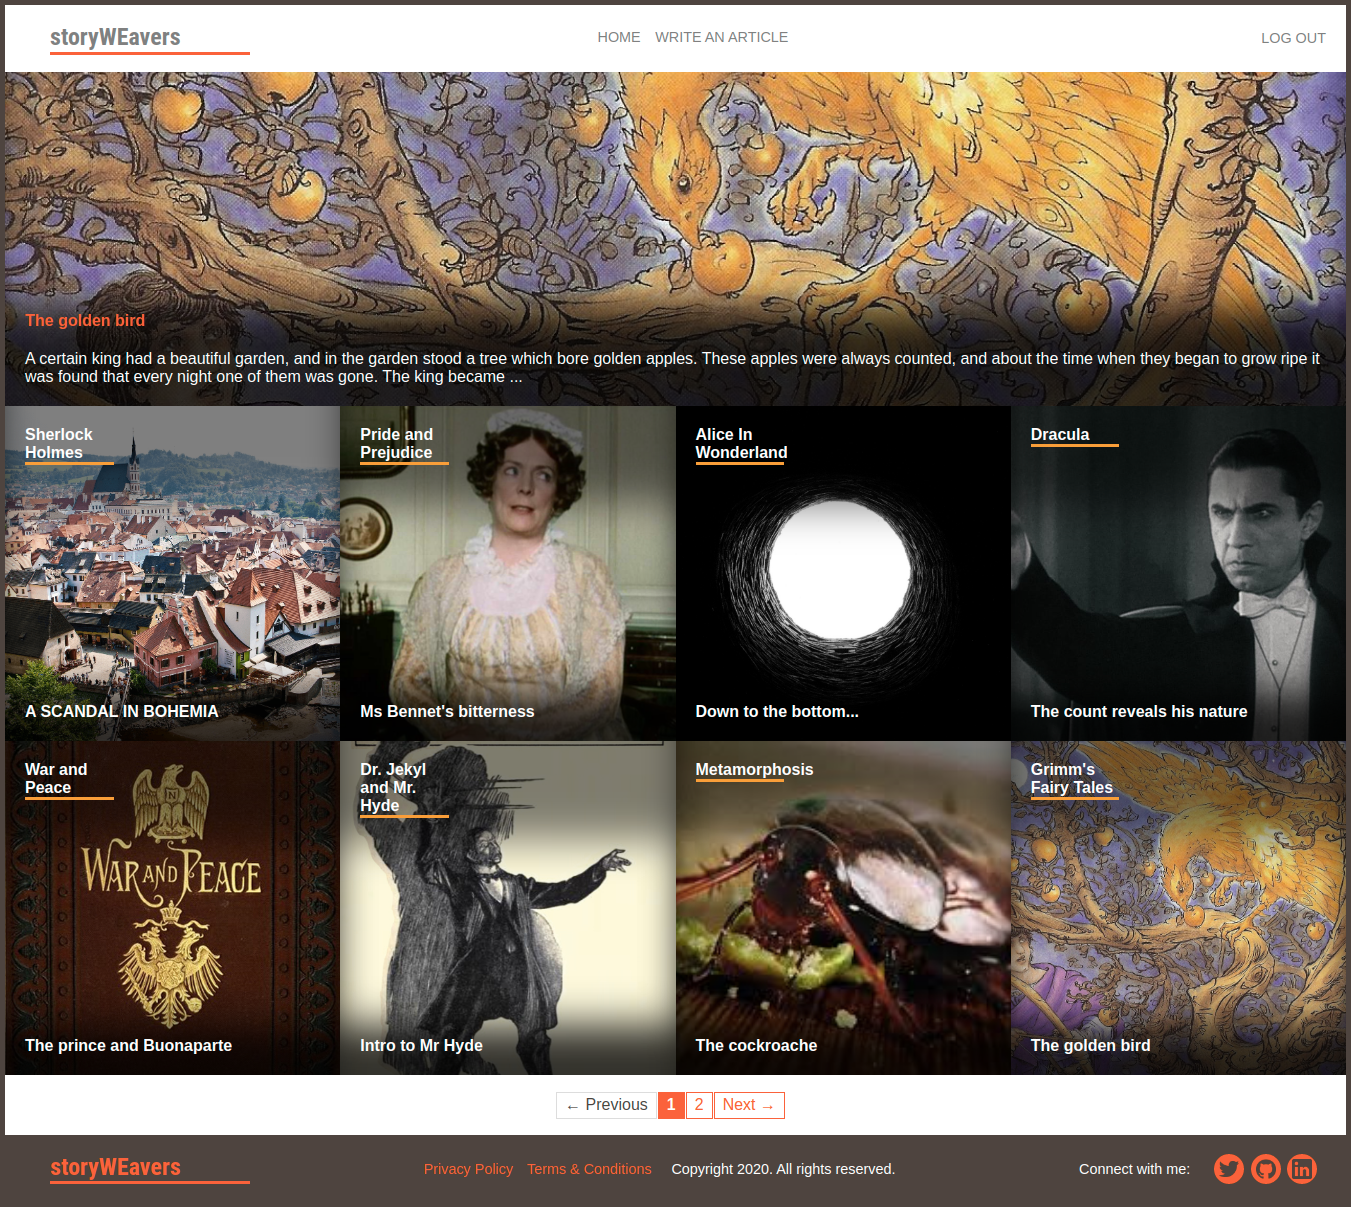 storyWEavers
HOME WRITE AN ARTICLE
LOG OUT
The golden bird
A certain king had a beautiful garden, and in the garden stood a tree which bore golden apples. These apples were always counted, and about the time when they began to grow ripe it
was found that every night one of them was gone. The king became ...
Sherlock
Holmes
A SCANDAL IN BOHEMIA
Pride and
Prejudice
Ms Bennet's bitterness
Alice In
Wonderland
Down to the bottom...
Dracula
The count reveals his nature
War and
Peace
N
WAR AND PEACE
The prince and Buonaparte
Dr. Jekyl
and Mr.
Hyde
Intro to Mr Hyde
Metamorphosis
The cockroache
Grimm's
Fairy Tales
The golden bird
← Previous 1 2 Next →
storyWEavers
Privacy Policy Terms & Conditions Copyright 2020. All rights reserved.
Connect with me:
in